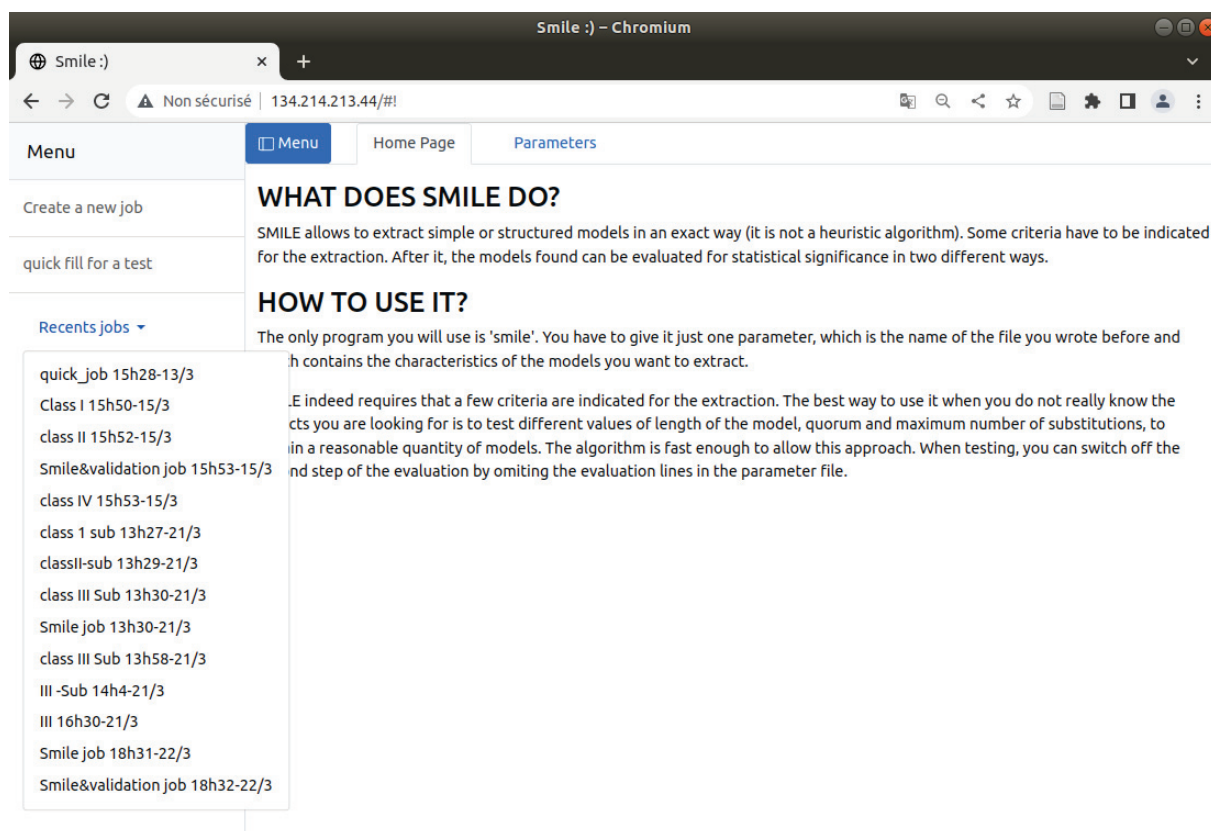 Smile :) – Chromium
Smile :)
Non sécurisé 134.214.213.44/#!
Menu
Create a new job
quick fill for a test
Recents jobs
quick_job 15h28-13/3
Class I 15h50-15/3
class II 15h52-15/3
Smile&validation job 15h53-15/3
class IV 15h53-15/3
class 1 sub 13h27-21/3
classII-sub 13h29-21/3
class III Sub 13h30-21/3
Smile job 13h30-21/3
class III Sub 13h58-21/3
III -Sub 14h4-21/3
III 16h30-21/3
Smile job 18h31-22/3
Smile&validation job 18h32-22/3
Menu Home Page Parameters
WHAT DOES SMILE DO?
SMILE allows to extract simple or structured models in an exact way (it is not a heuristic algorithm). Some criteria have to be indicated
for the extraction. After it, the models found can be evaluated for statistical significance in two different ways.
HOW TO USE IT?
The only program you will use is 'smile'. You have to give it just one parameter, which is the name of the file you wrote before and
contains the characteristics of the models you want to extract.
indeed requires that a few criteria are indicated for the extraction. The best way to use it when you do not really know the
you are looking for is to test different values of length of the model, quorum and maximum number of substitutions, to
a reasonable quantity of models. The algorithm is fast enough to allow this approach. When testing, you can switch off the
step of the evaluation by omiting the evaluation lines in the parameter file.